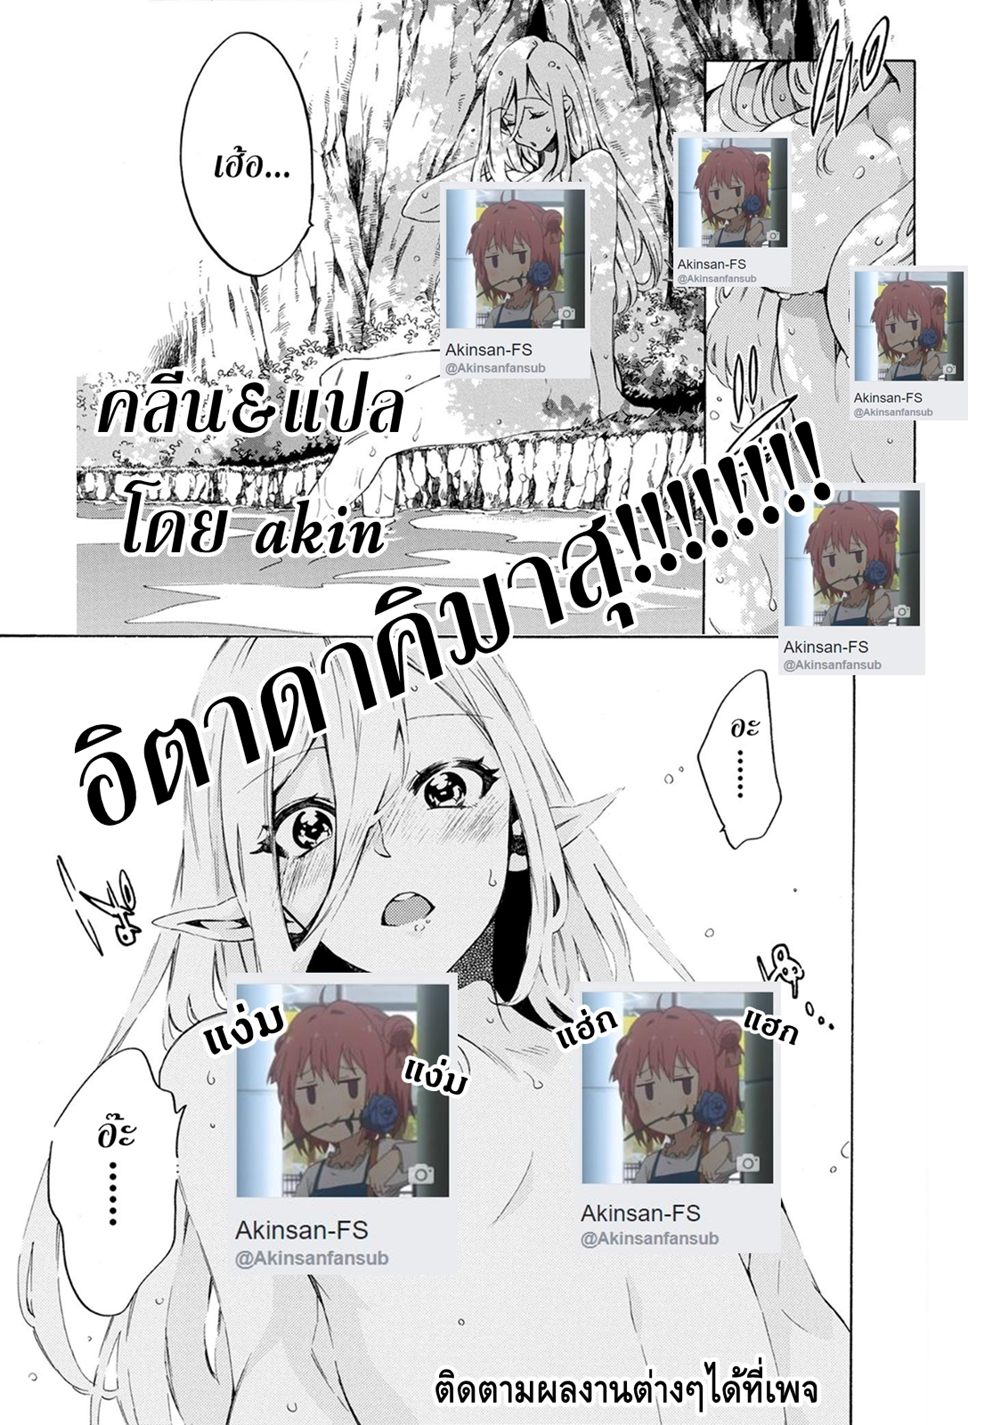 เฮ้อ...
Akinsan-FS
@Akinsanfansub
Akinsan-FS
@Akinsanfansub
Akinsan-FS
@Akinsanfansub
คลีน&แปล
โดย akin
อิตาดาคิมาสุ!!!!!!!!!
Akinsan-FS
@Akinsanfansub
อะ
........
แง่ม
แง่ม
แฮ่ก
แฮก
อ๊ะ
........
Akinsan-FS
@Akinsanfansub
Akinsan-FS
@Akinsanfansub
ติดตามผลงานต่างๆได้ที่เพจ